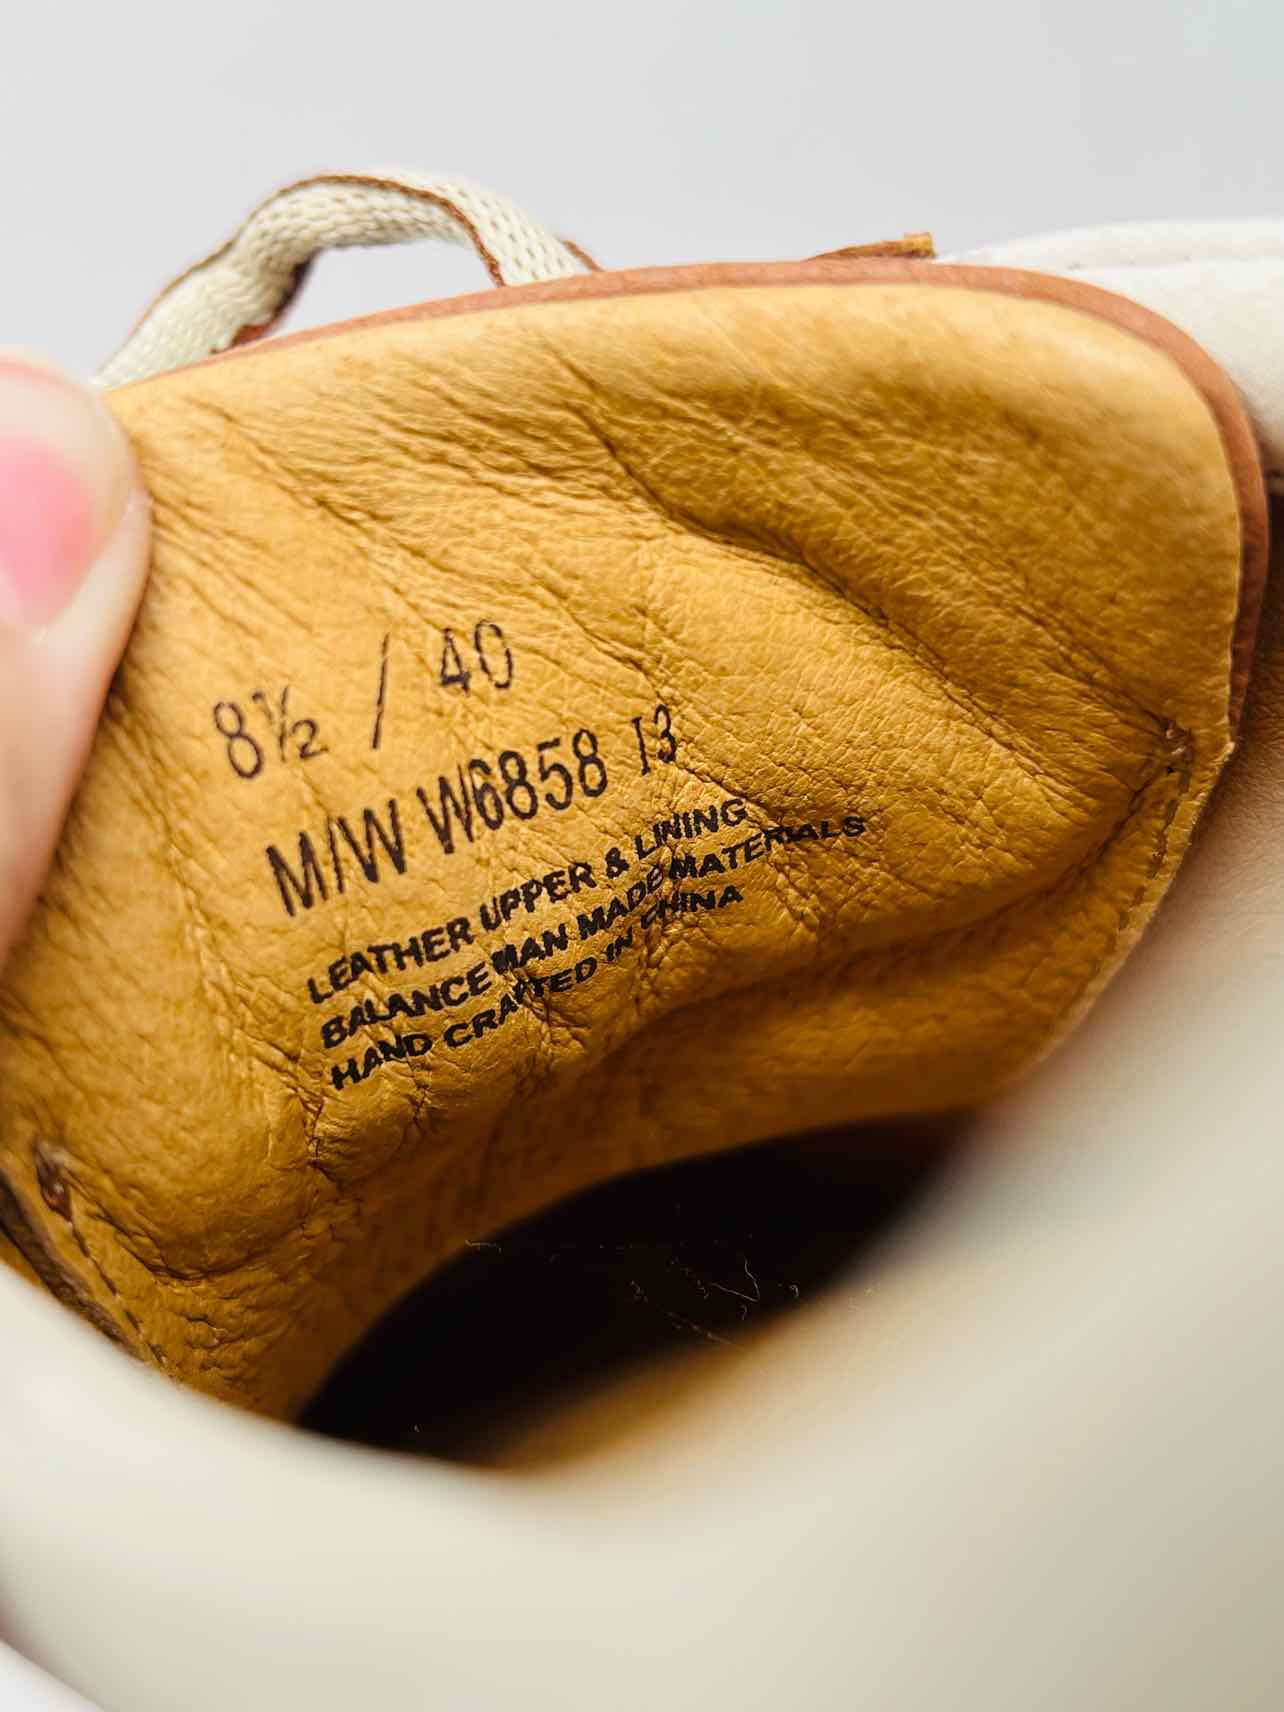 8½ / 40
M/W W6858 I3
LEATHER UPPER & LINING
BALANCE MAN MADE MATERIALS
HAND CRAFTED IN CHINA